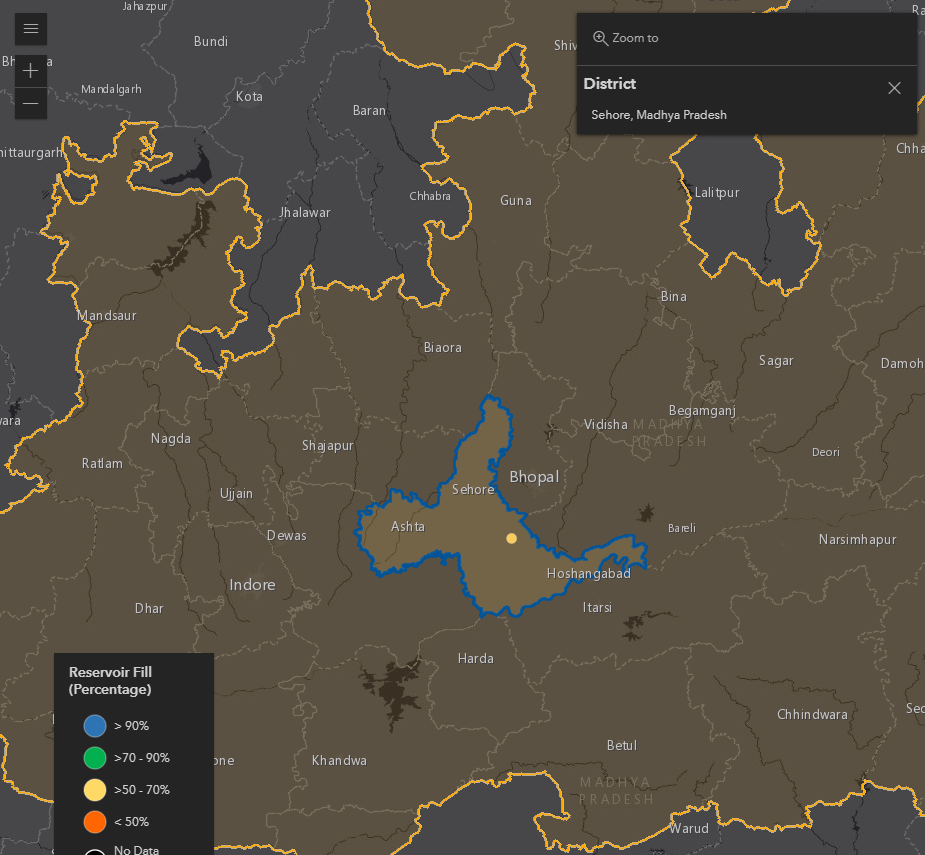 Jahazpur
Bundi
Mandalgarh
Kota
Baran
Zoom to
District
Sehore, Madhya Pradesh
Chhabra
Guna
Lalitpur
Jhalawar
Bina
Mandsaur
Biaora
Sagar
Damoh
Begamganj
Vidisha
MADHYA
PRADESH
Nagda
Shajapur
Deori
Ratlam
Bhopal
Ujjain
Sehore
Ashta
Bareli
Dewas
Narsimhapur
Hoshangabad
Indore
Dhar
Itarsi
Harda
Reservoir Fill
(Percentage)
> 90%
>70 - 90%
>50 - 70%
< 50%
No Data
Chhindwara
Betul
Khandwa
MADHYA
PRADESH
Warud